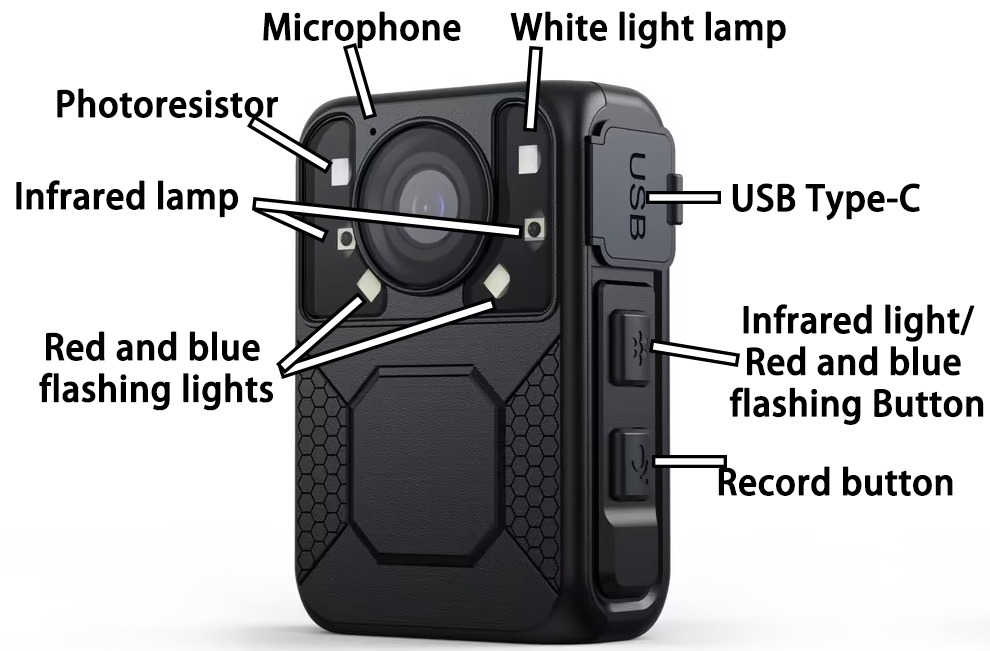 Microphone
White light lamp
Photoresistor
Infrared lamp
USB
USB Type-C
Infrared light/
Red and blue
flashing Button
Red and blue
flashing lights
Record button